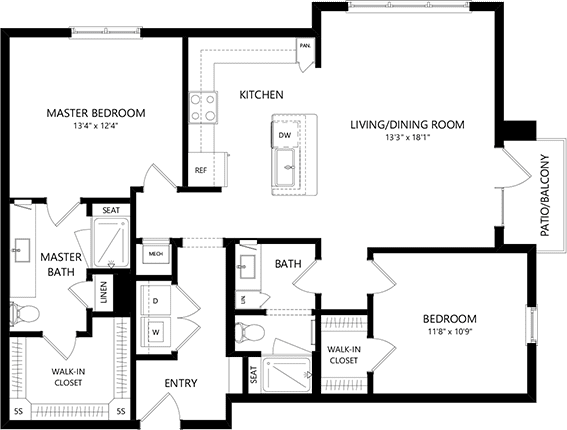 PAN.
KITCHEN
MASTER BEDROOM
13'4" x 12'4"
LIVING/DINING ROOM
13'3" x 18'1"
DW
REF
PATIO/BALCONY
SEAT
MASTER
BATH
MECH
BATH
LINEN
D
W
LIN
BEDROOM
11'8" x 10'9"
WALK-IN
CLOSET
WALK-IN
CLOSET
SEAT
ENTRY
SS
SS